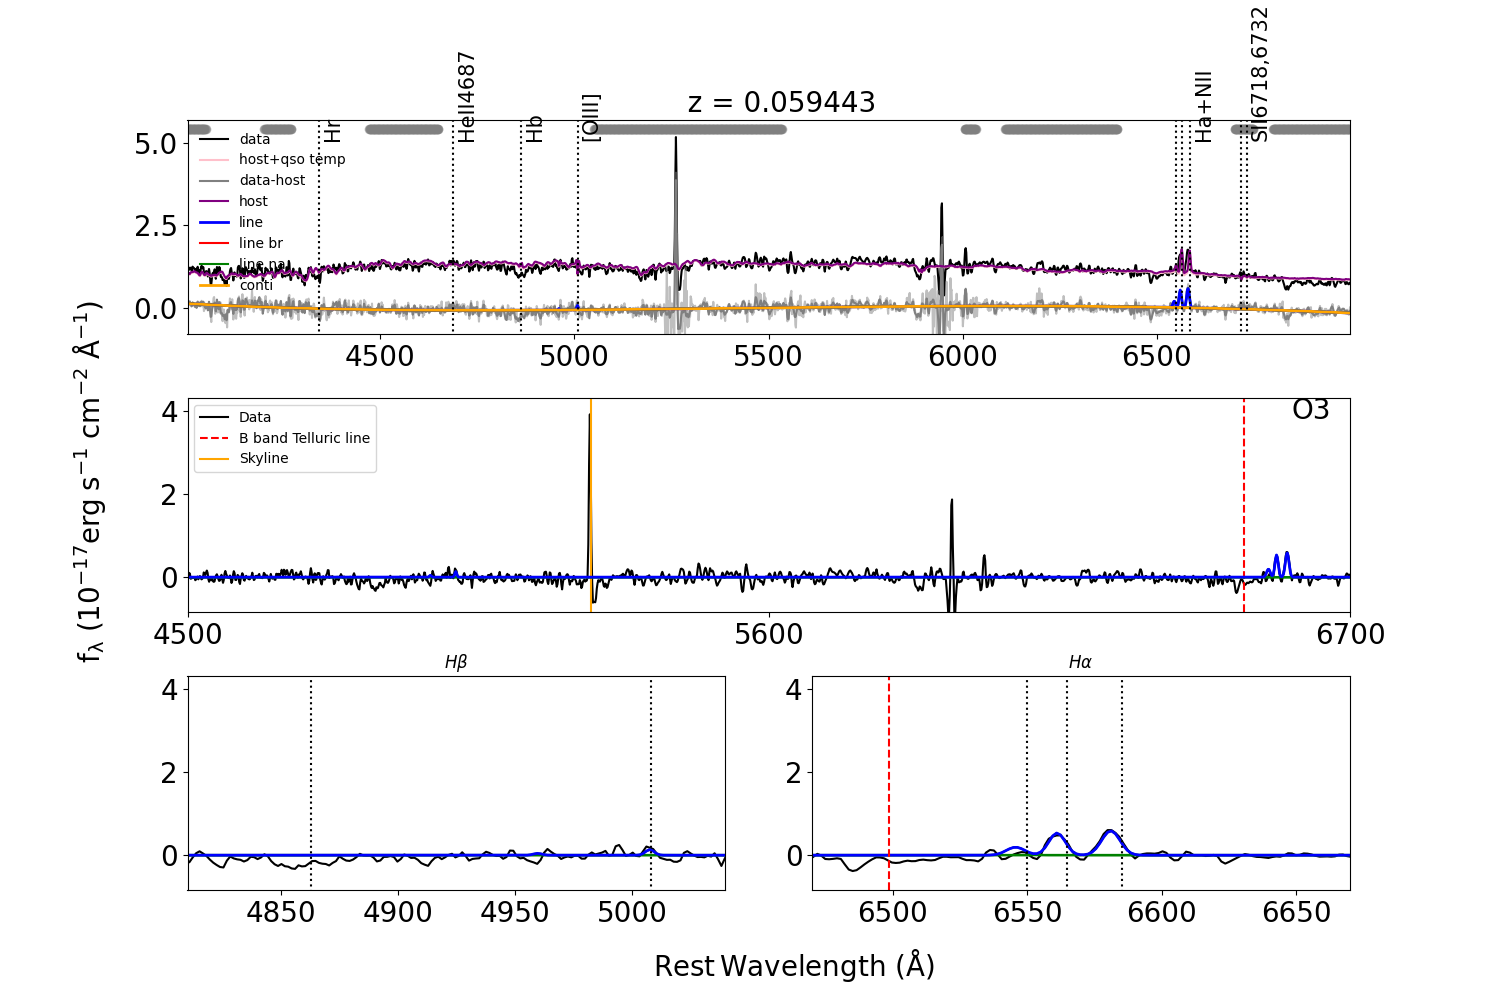 z = 0.059443
Hr
HeII4687
Hb
[OIII]
Ha+NII
SII6718,6732
data
host+qso temp
data-host
host
line
line br
line na
conti
5.0
2.5
0.0
4500
5000
5500
6000
6500
Data
B band Telluric line
Skyline
O3
4
2
0
4500
5600
6700
fλ (10⁻¹⁷erg s⁻¹ cm⁻² Å⁻¹)
Hβ
4
2
0
4850
4900
4950
5000
Hα
4
2
0
6500
6550
6600
6650
Rest Wavelength (Å)